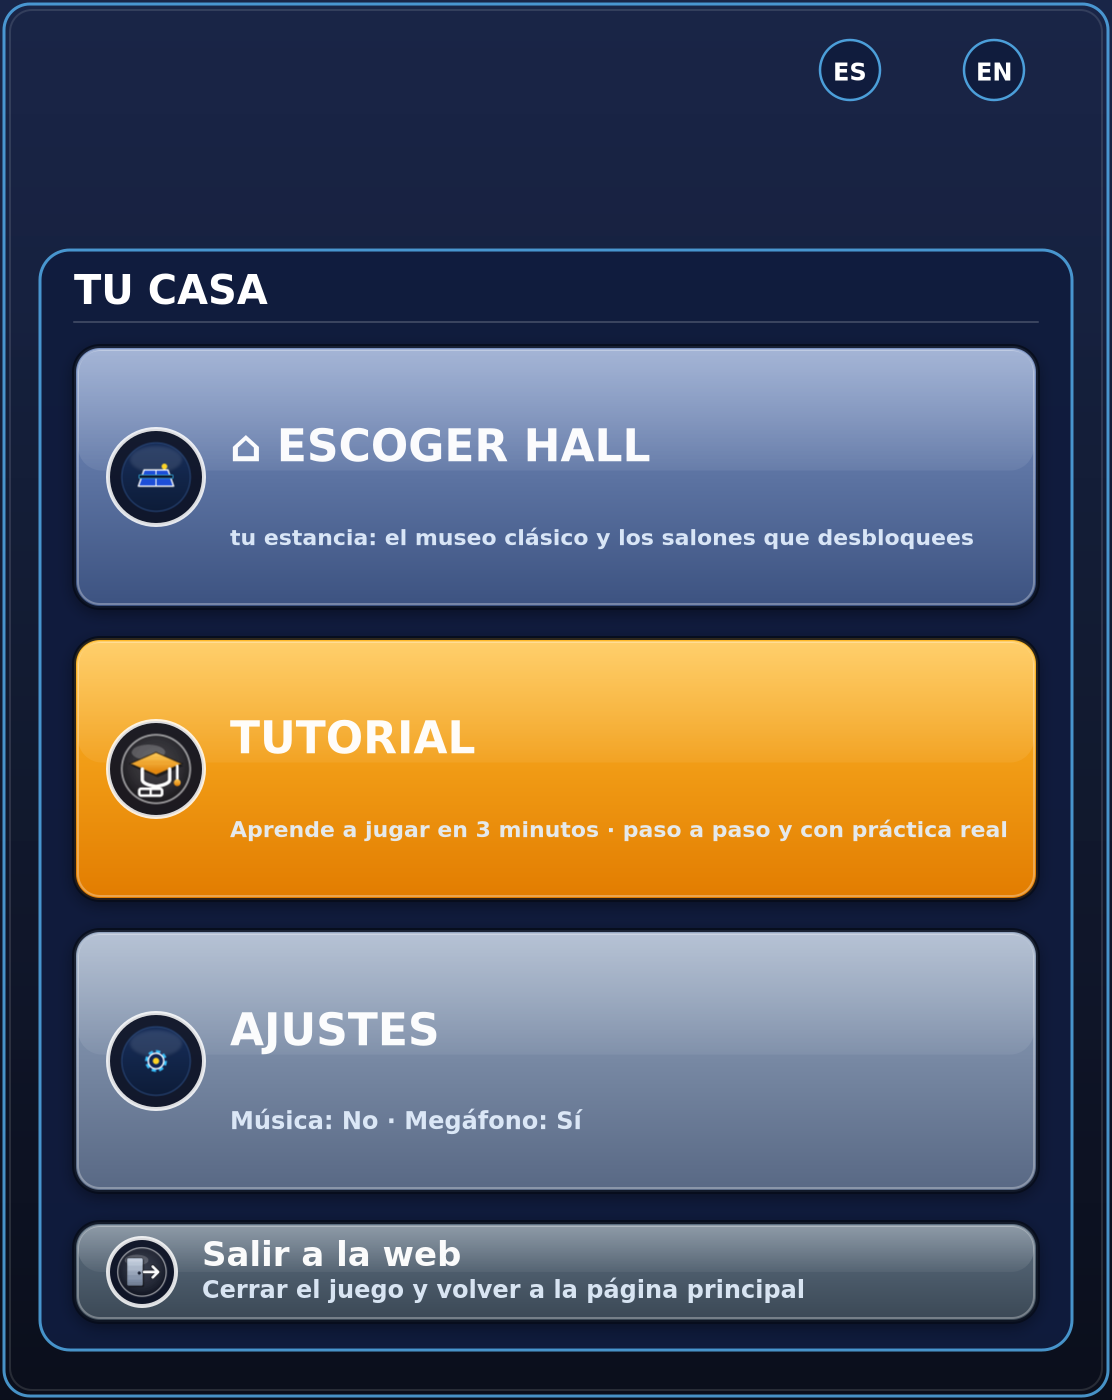 ES EN
TU CASA
⌂ ESCOGER HALL
tu estancia: el museo clásico y los salones que desbloquees
TUTORIAL
Aprende a jugar en 3 minutos · paso a paso y con práctica real
AJUSTES
Música: No · Megáfono: Sí
Salir a la web
Cerrar el juego y volver a la página principal